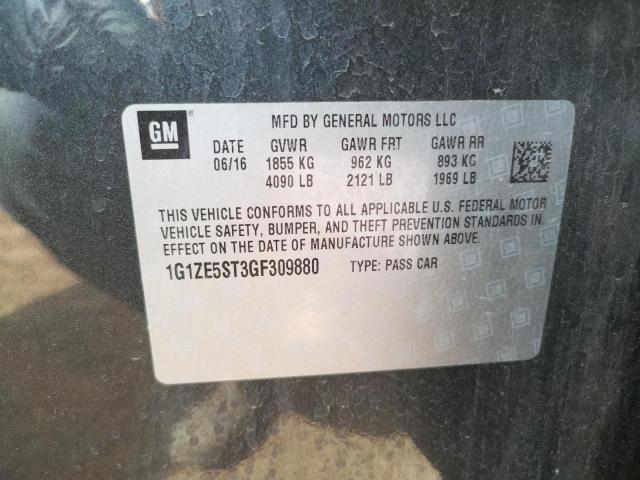 GM
MFD BY GENERAL MOTORS LLC
DATE GVWR GAWR FRT GAWR RR
06/16 1855 KG 962 KG 893 KG
4090 LB 2121 LB 1969 LB
THIS VEHICLE CONFORMS TO ALL APPLICABLE U.S. FEDERAL MOTOR
VEHICLE SAFETY, BUMPER, AND THEFT PREVENTION STANDARDS IN
EFFECT ON THE DATE OF MANUFACTURE SHOWN ABOVE.
1G1ZE5ST3GF309880 TYPE: PASS CAR